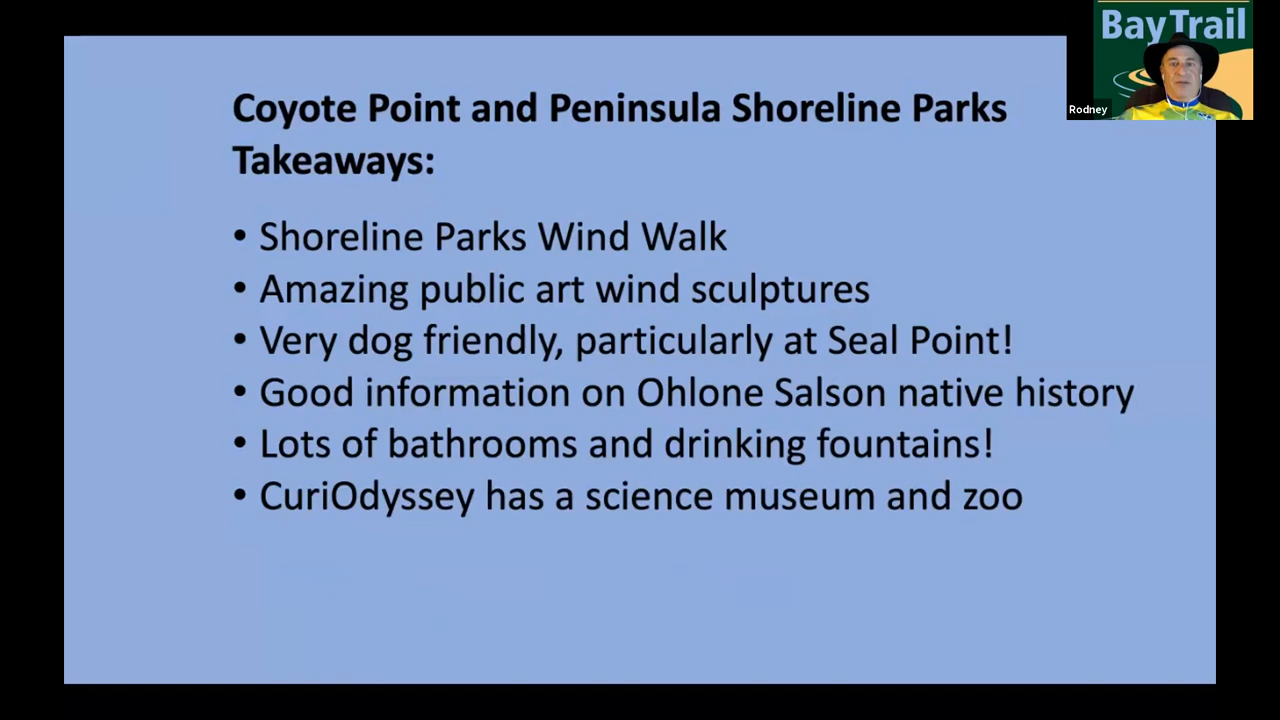 Bay Trail
Rodney
Coyote Point and Peninsula Shoreline Parks
Takeaways:
• Shoreline Parks Wind Walk
• Amazing public art wind sculptures
• Very dog friendly, particularly at Seal Point!
• Good information on Ohlone Salson native history
• Lots of bathrooms and drinking fountains!
• CuriOdyssey has a science museum and zoo